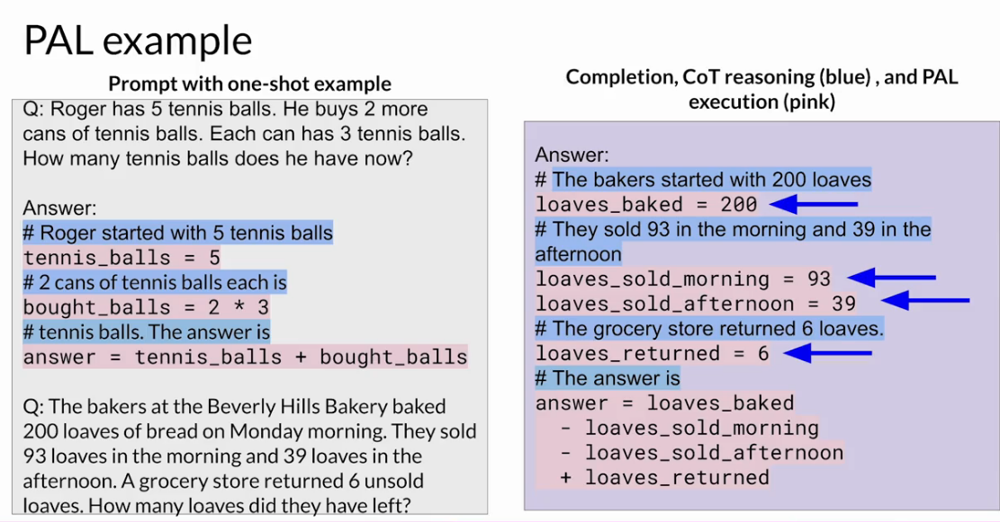 PAL example
Prompt with one-shot example
Q: Roger has 5 tennis balls. He buys 2 more
cans of tennis balls. Each can has 3 tennis balls.
How many tennis balls does he have now?
Answer:
# Roger started with 5 tennis balls
tennis_balls = 5
# 2 cans of tennis balls each is
bought_balls = 2 * 3
# tennis balls. The answer is
answer = tennis_balls + bought_balls
Q: The bakers at the Beverly Hills Bakery baked
200 loaves of bread on Monday morning. They sold
93 loaves in the morning and 39 loaves in the
afternoon. A grocery store returned 6 unsold
loaves. How many loaves did they have left?
Completion, CoT reasoning (blue) , and PAL
execution (pink)
Answer:
# The bakers started with 200 loaves
loaves_baked = 200
# They sold 93 in the morning and 39 in the
afternoon
loaves_sold_morning = 93
loaves_sold_afternoon = 39
# The grocery store returned 6 loaves.
loaves_returned = 6
# The answer is
answer = loaves_baked
- loaves_sold_morning
- loaves_sold_afternoon
+ loaves_returned